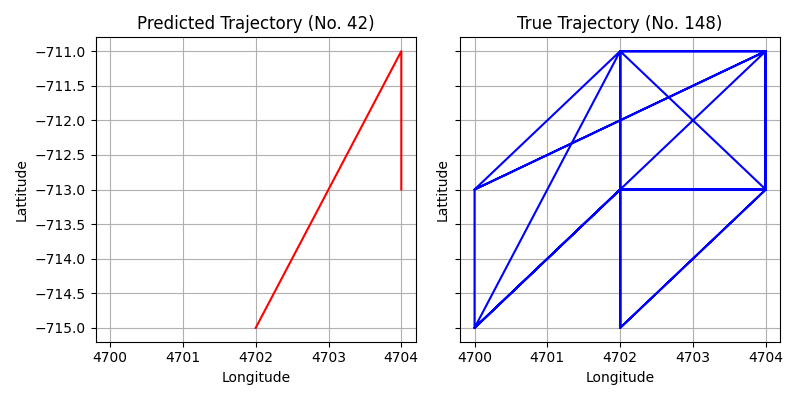 Predicted Trajectory (No. 42)
True Trajectory (No. 148)
−711.0
−711.5
−712.0
−712.5
−713.0
−713.5
−714.0
−714.5
−715.0
Lattitude
Lattitude
4700 4701 4702 4703 4704
4700 4701 4702 4703 4704
Longitude
Longitude